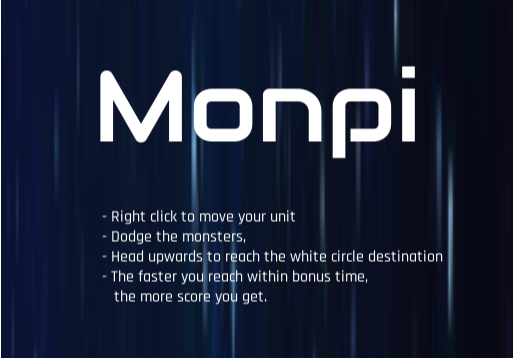 Monpi
- Right click to move your unit
- Dodge the monsters,
- Head upwards to reach the white circle destination
- The faster you reach within bonus time,
the more score you get.